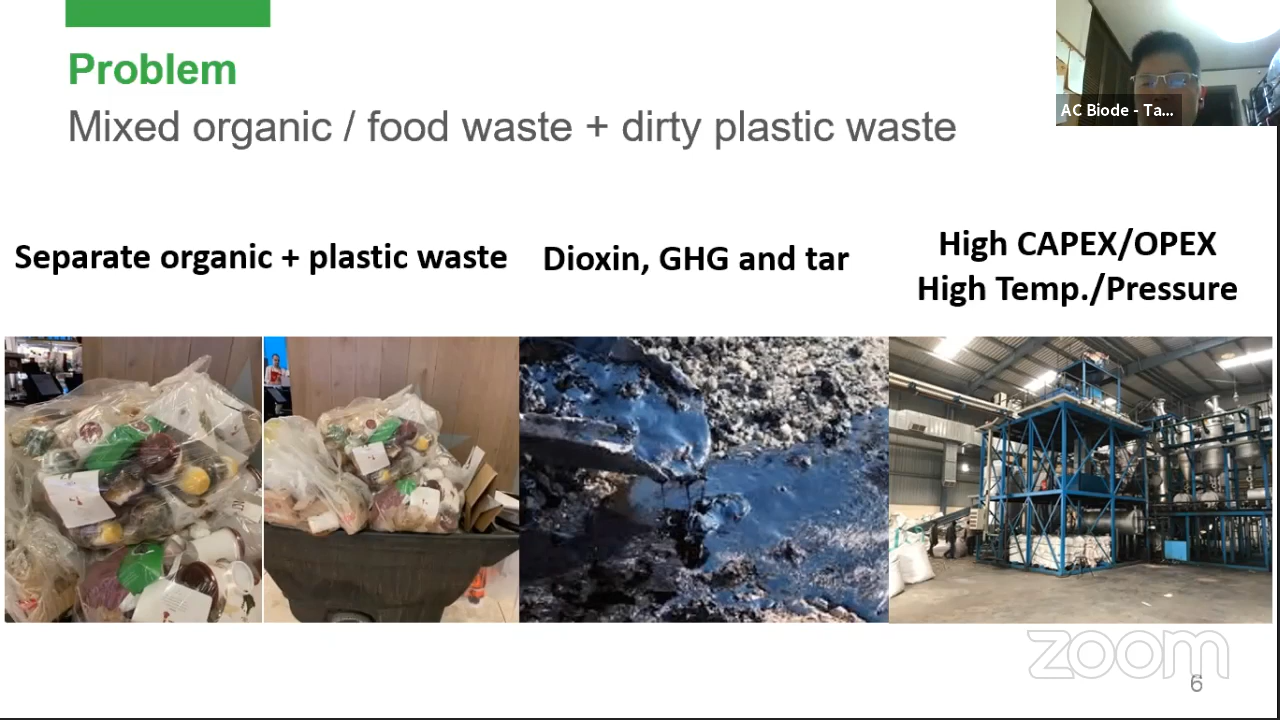 Problem
Mixed organic / food waste + dirty plastic waste
AC Biode - Ta...
Separate organic + plastic waste
Dioxin, GHG and tar
High CAPEX/OPEX
High Temp./Pressure
zoom
6